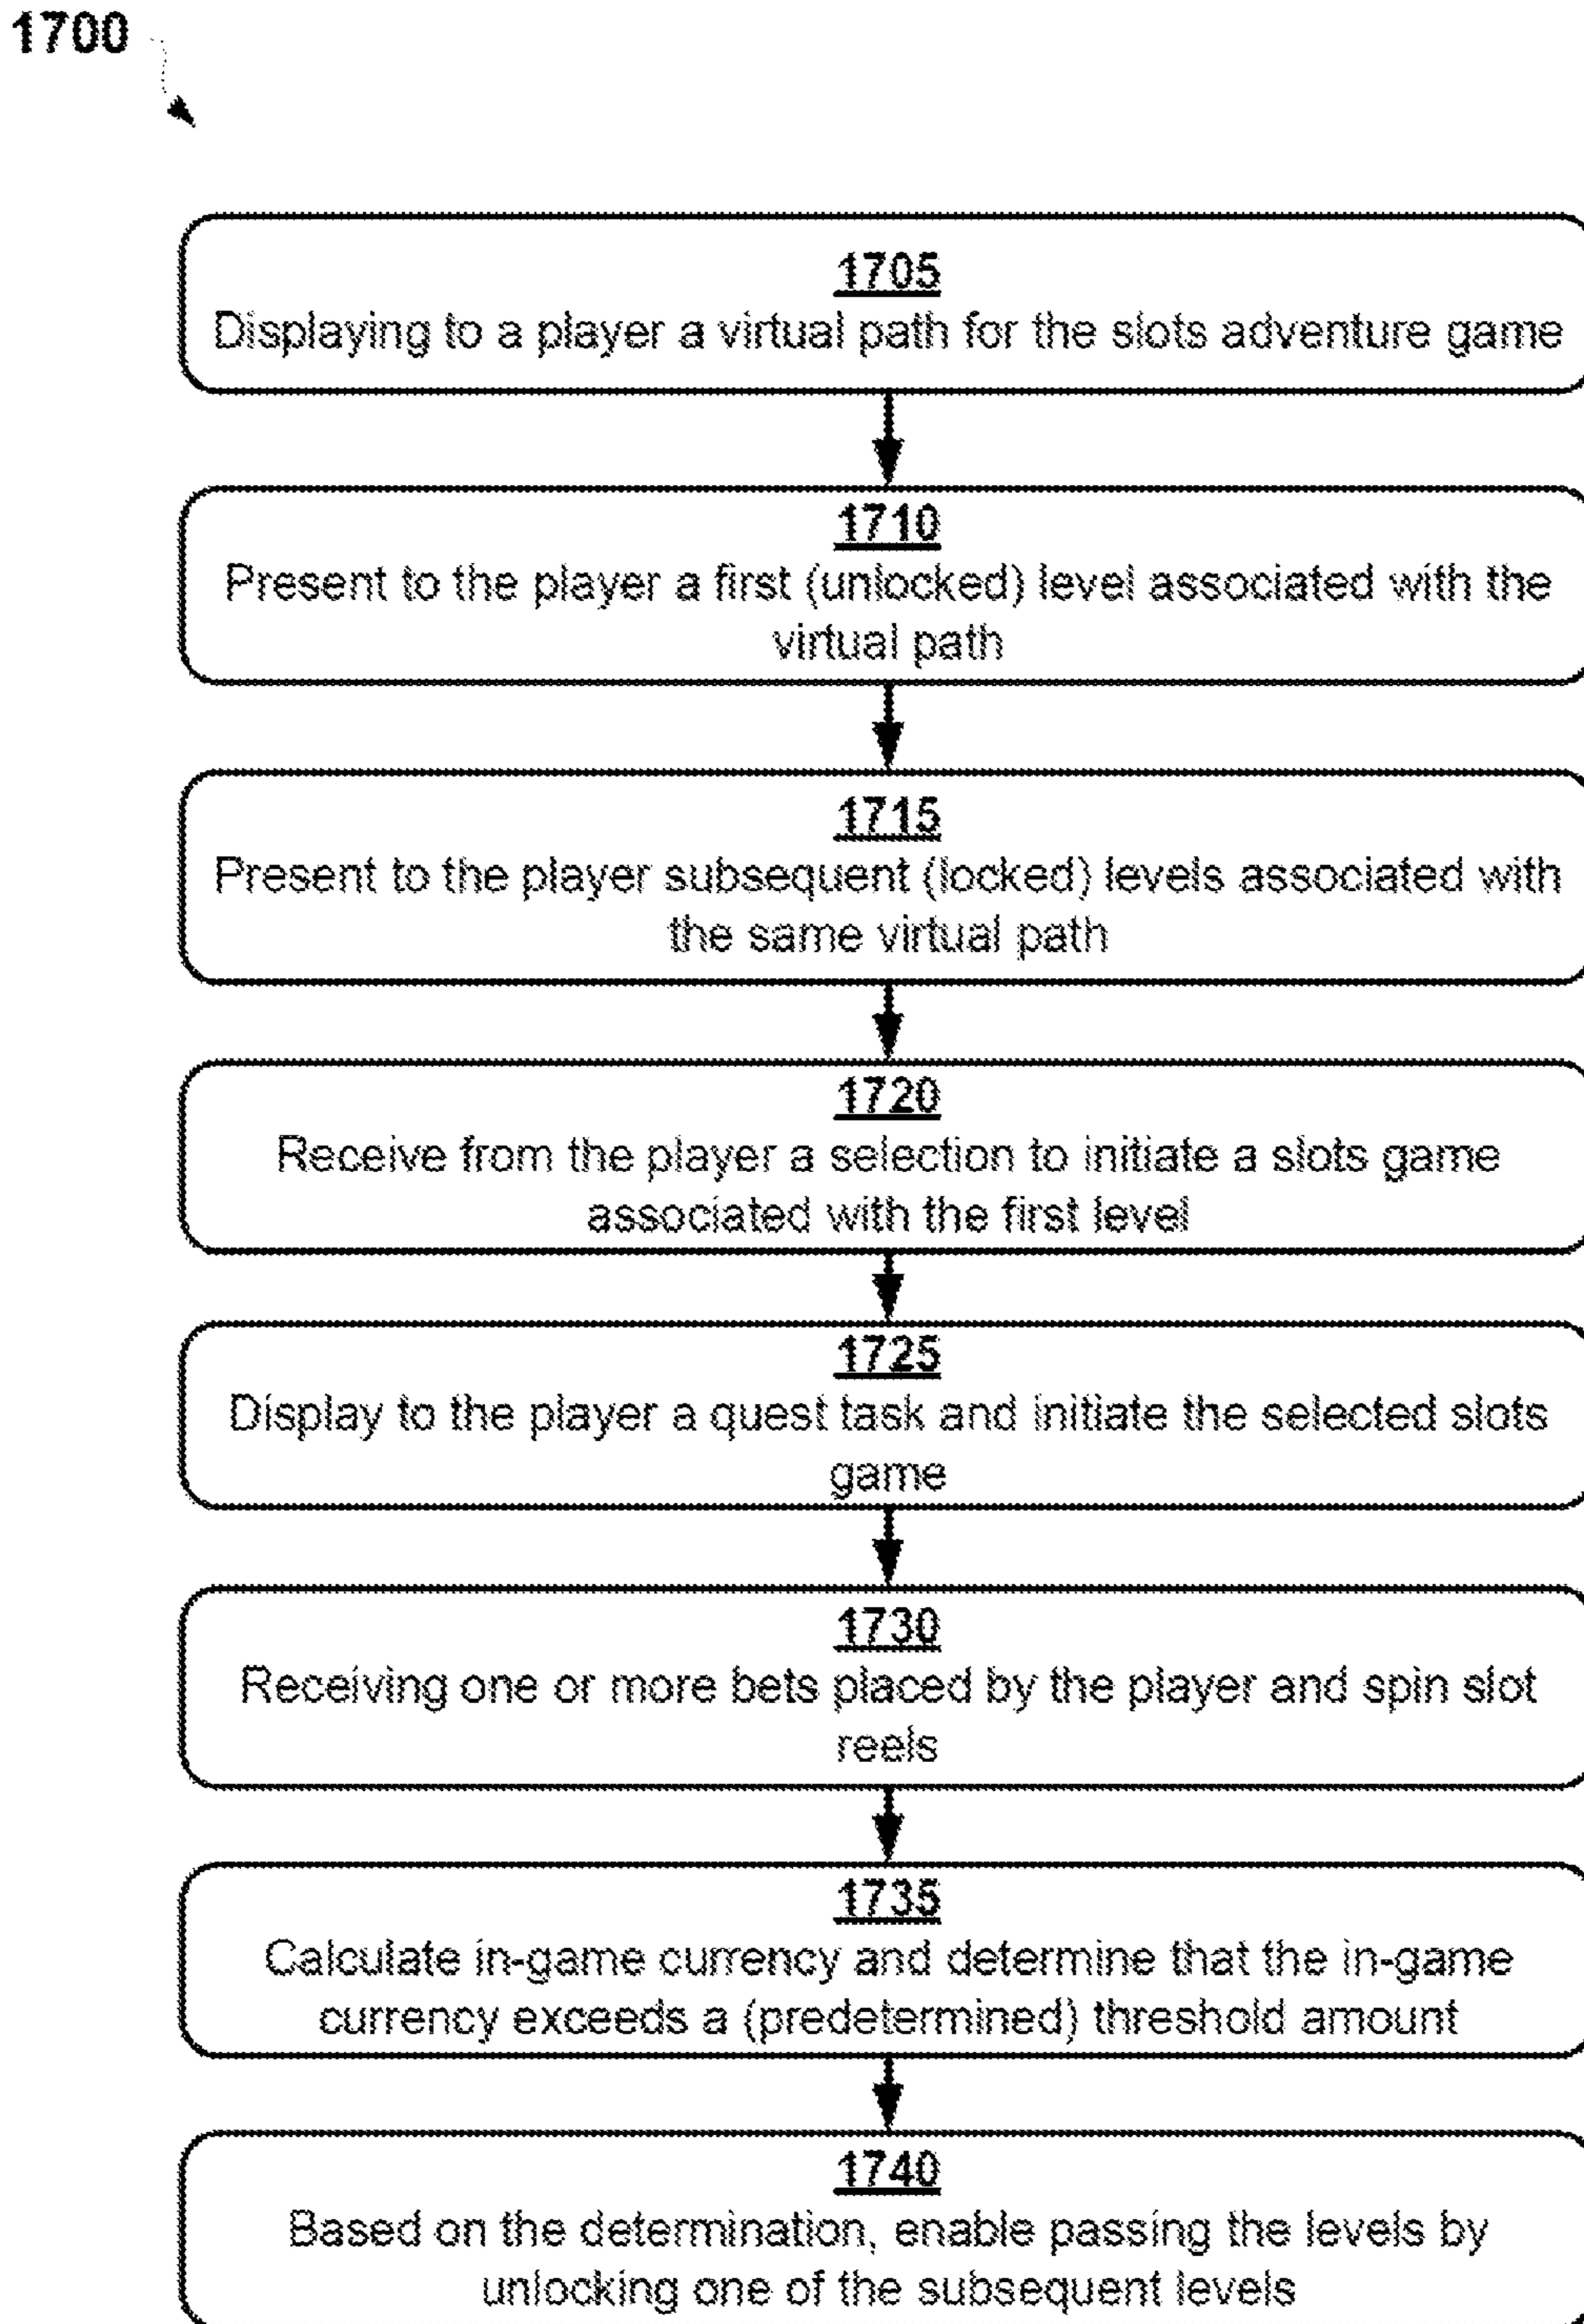 1700
1705
Displaying to a player a virtual path for the slots adventure game
1710
Present to the player a first (unlocked) level associated with the
virtual path
1715
Present to the player subsequent (locked) levels associated with
the same virtual path
1720
Receive from the player a selection to initiate a slots game
associated with the first level
1725
Display to the player a quest task and initiate the selected slots
game
1730
Receiving one or more bets placed by the player and spin slot
reels
1735
Calculate in-game currency and determine that the in-game
currency exceeds a (predetermined) threshold amount
1740
Based on the determination, enable passing the levels by
unlocking one of the subsequent levels